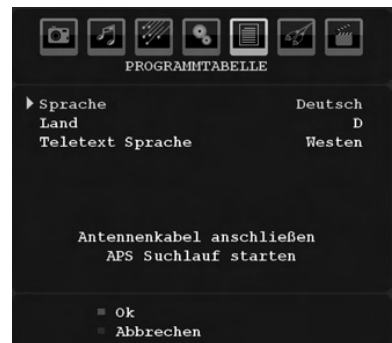 PROGRAMMTABELLE
Sprache Deutsch
Land D
Teletext Sprache Westen
Antennenkabel anschließen
APS Suchlauf starten
Ok
Abbrechen